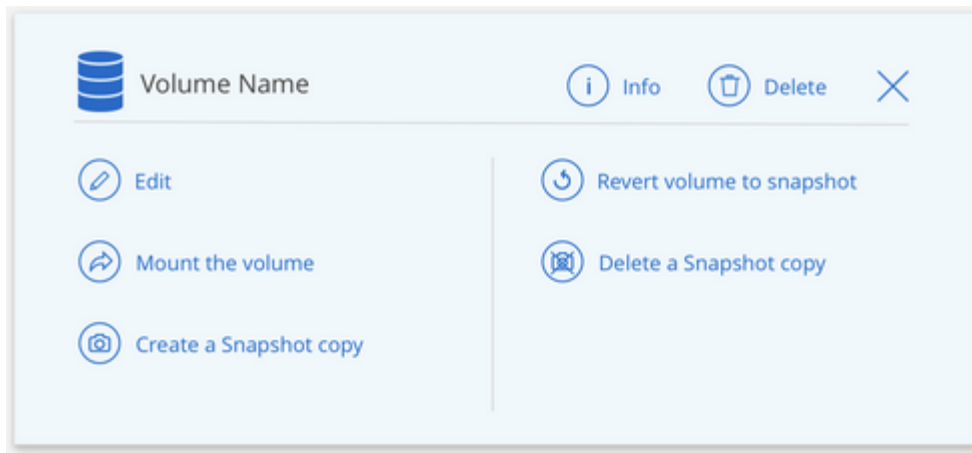 Volume Name
Info
Delete
Edit
Mount the volume
Create a Snapshot copy
Revert volume to snapshot
Delete a Snapshot copy